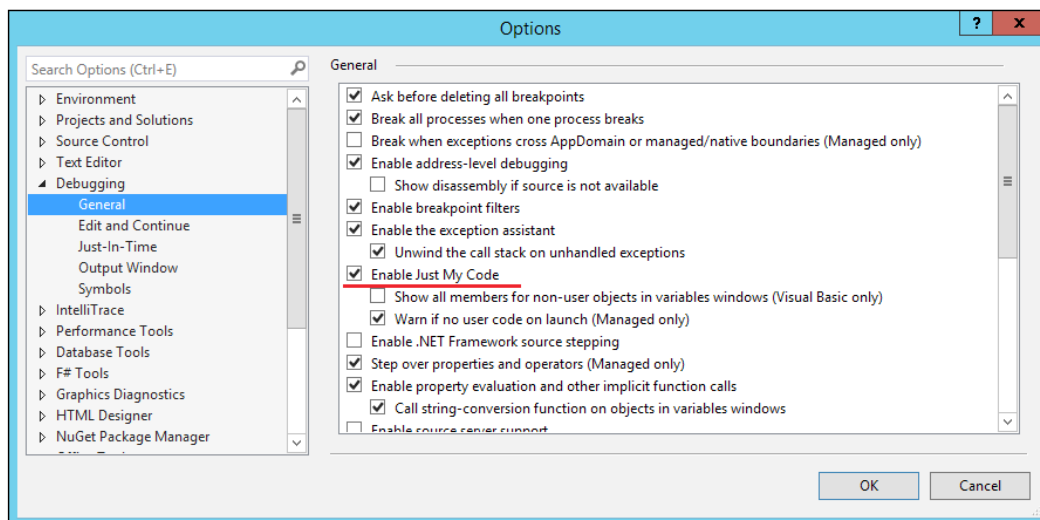 Options
? x
Search Options (Ctrl+E)
Environment
Projects and Solutions
Source Control
Text Editor
Debugging
General
Edit and Continue
Just-In-Time
Output Window
Symbols
IntelliTrace
Performance Tools
Database Tools
F# Tools
Graphics Diagnostics
HTML Designer
NuGet Package Manager
General
Ask before deleting all breakpoints
Break all processes when one process breaks
Break when exceptions cross AppDomain or managed/native boundaries (Managed only)
Enable address-level debugging
Show disassembly if source is not available
Enable breakpoint filters
Enable the exception assistant
Unwind the call stack on unhandled exceptions
Enable Just My Code
Show all members for non-user objects in variables windows (Visual Basic only)
Warn if no user code on launch (Managed only)
Enable .NET Framework source stepping
Step over properties and operators (Managed only)
Enable property evaluation and other implicit function calls
Call string-conversion function on objects in variables windows
Enable source server support
OK
Cancel